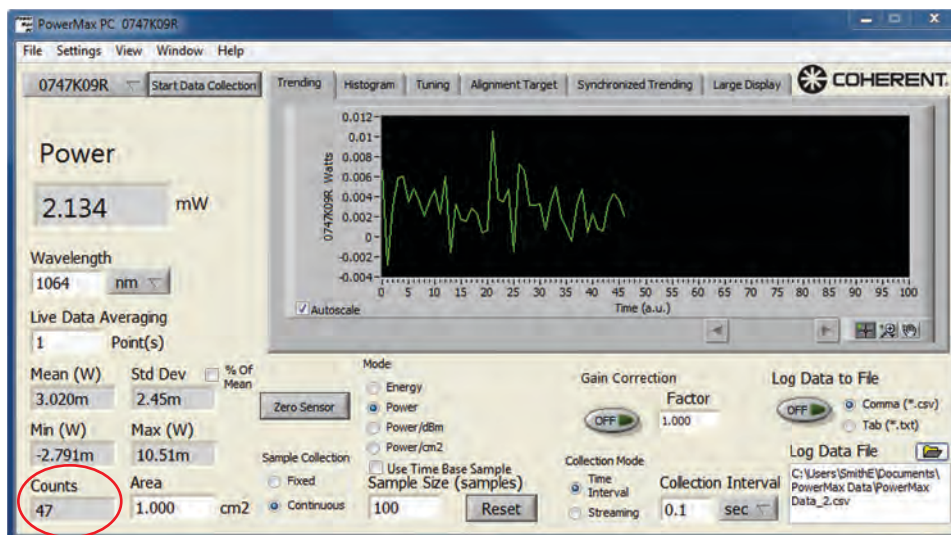 PowerMax PC 0747K09R
File Settings View Window Help
0747K09R Start Data Collection
Trending Histogram Tuning Alignment Target Synchronized Trending Large Display COHERENT.
Power
2.134 mW
Wavelength
1064 nm
Live Data Averaging
1 Point(s)
0747K09R Watts
0.012
0.01
0.008
0.006
0.004
0.002
0
-0.002
-0.004
0 5 10 15 20 25 30 35 40 45 50 55 60 65 70 75 80 85 90 95 100
Autoscale Time (a.u.)
Mean (W) Std Dev % Of Mean
3.020m 2.45m
Min (W) Max (W)
-2.791m 10.51m
Counts Area
47 1.000 cm2
Zero Sensor
Mode
Energy
Power
Power/dBm
Power/cm2
Use Time Base Sample
Sample Collection
Fixed
Continuous
Sample Size (samples)
100 Reset
Gain Correction
OFF Factor
1.000
Collection Mode
Time Interval
Streaming
Collection Interval
0.1 sec
Log Data to File
OFF Comma (*.csv)
Tab (*.txt)
Log Data File
C:\Users\SmithE\Documents\
PowerMax Data\PowerMax
Data_2.csv